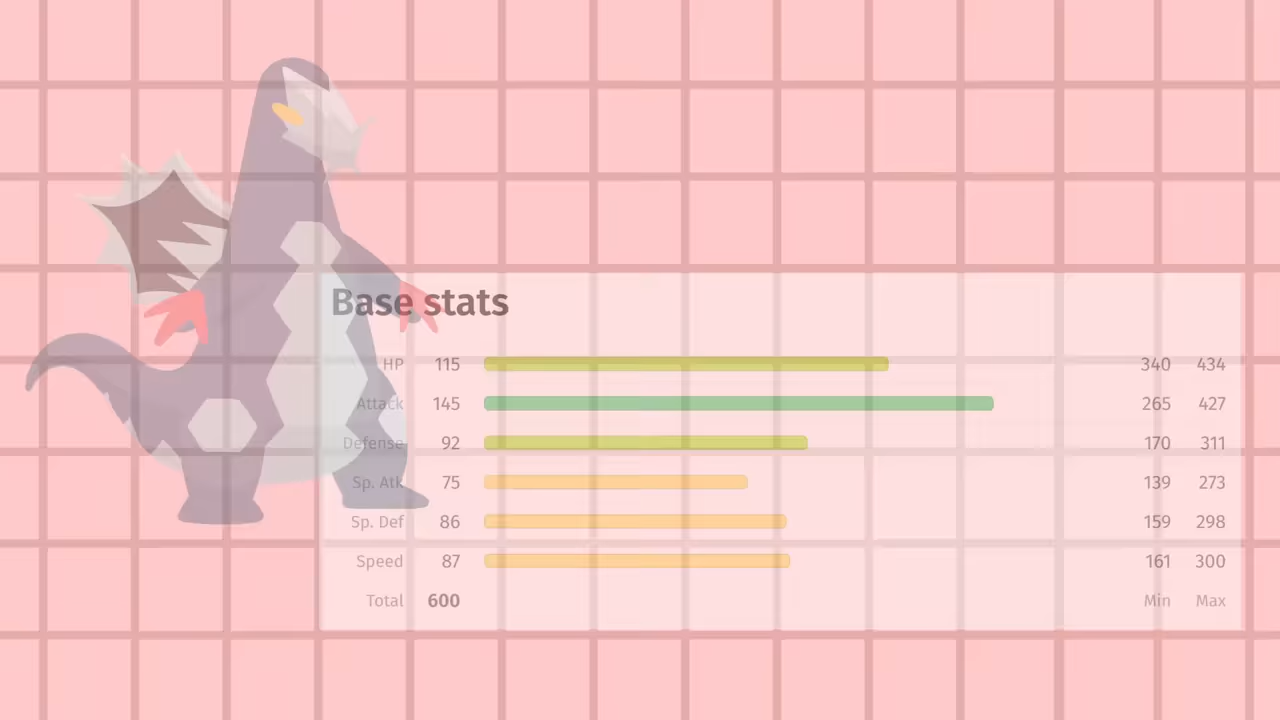 Base stats
HP 115 340 434
Attack 145 265 427
Defense 92 170 311
Sp. Atk 75 139 273
Sp. Def 86 159 298
Speed 87 161 300
Total 600 Min Max